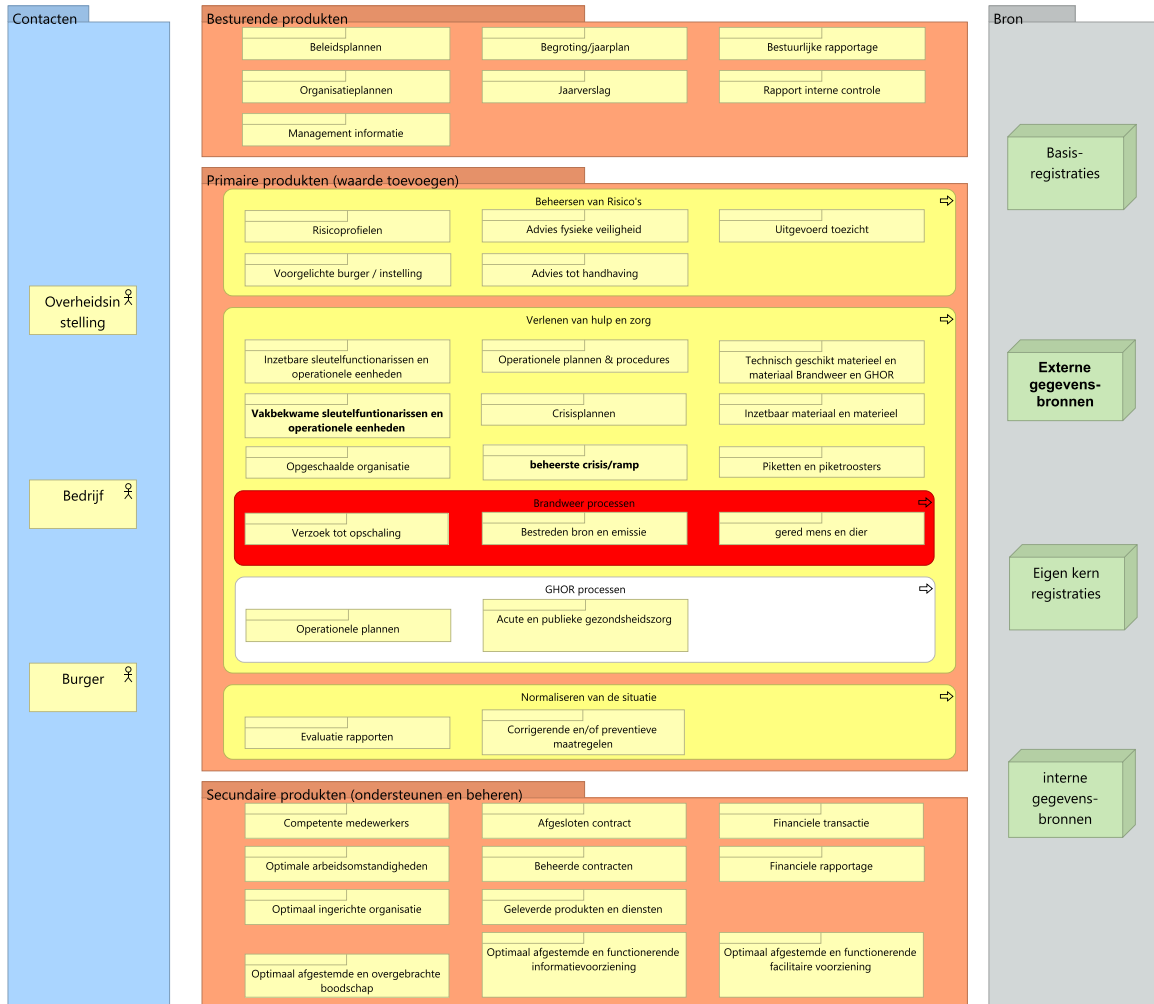 Contacten
Overheidsin
stelling
Bedrijf
Burger
Besturende produkten
Beleidsplannen
Begroting/jaarplan
Bestuurlijke rapportage
Organisatieplannen
Jaarverslag
Rapport interne controle
Management informatie
Primaire produkten (waarde toevoegen)
Beheersen van Risico's
Risicoprofielen
Advies fysieke veiligheid
Uitgevoerd toezicht
Voorgelichte burger / instelling
Advies tot handhaving
Verlenen van hulp en zorg
Inzetbare sleutelfunctionarissen en
operationele eenheden
Operationele plannen & procedures
Technisch geschikt materieel en
materiaal Brandweer en GHOR
Vakbekwame sleutelfuntionarissen en
operationele eenheden
Crisisplannen
Inzetbaar materiaal en materieel
Opgeschaalde organisatie
beheerste crisis/ramp
Piketten en piketroosters
Brandweer processen
Verzoek tot opschaling
Bestreden bron en emissie
gered mens en dier
GHOR processen
Operationele plannen
Acute en publieke gezondsheidszorg
Normaliseren van de situatie
Evaluatie rapporten
Corrigerende en/of preventieve
maatregelen
Secundaire produkten (ondersteunen en beheren)
Competente medewerkers
Afgesloten contract
Financiele transactie
Optimale arbeidsomstandigheden
Beheerde contracten
Financiele rapportage
Optimaal ingerichte organisatie
Geleverde produkten en diensten
Optimaal afgestemde en overgebrachte
boodschap
Optimaal afgestemde en functionerende
informatievoorziening
Optimaal afgestemde en functionerende
facilitaire voorziening
Bron
Basis-
registraties
Externe
gegevens-
bronnen
Eigen kern
registraties
interne
gegevens-
bronnen